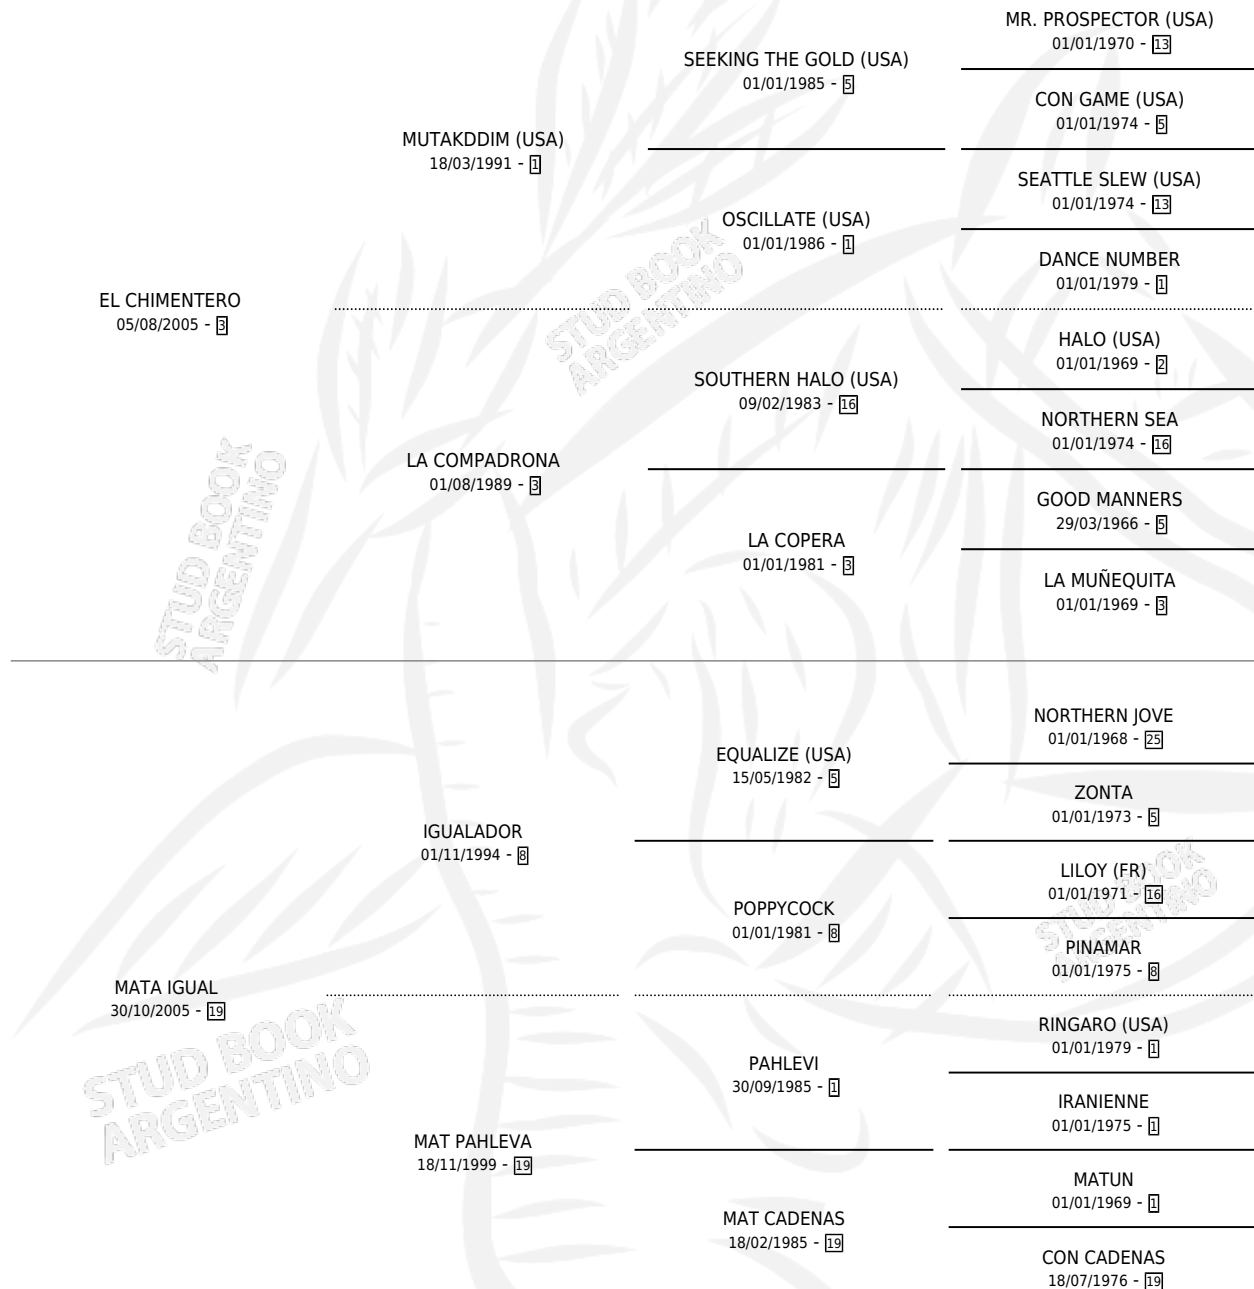 MR. PROSPECTOR (USA)
01/01/1970 - 13
SEEKING THE GOLD (USA)
01/01/1985 - 5
CON GAME (USA)
01/01/1974 - 5
MUTAKDDIM (USA)
18/03/1991 - 1
SEATTLE SLEW (USA)
01/01/1974 - 13
OSCILLATE (USA)
01/01/1986 - 1
DANCE NUMBER
01/01/1979 - 1
EL CHIMENTERO
05/08/2005 - 3
HALO (USA)
01/01/1969 - 2
SOUTHERN HALO (USA)
09/02/1983 - 16
NORTHERN SEA
01/01/1974 - 16
LA COMPADRONA
01/08/1989 - 3
GOOD MANNERS
29/03/1966 - 5
LA COPERA
01/01/1981 - 3
LA MUÑEQUITA
01/01/1969 - 3
NORTHERN JOVE
01/01/1968 - 25
EQUALIZE (USA)
15/05/1982 - 5
ZONTA
01/01/1973 - 5
IGUALADOR
01/11/1994 - 8
LILOY (FR)
01/01/1971 - 16
POPPYCOCK
01/01/1981 - 8
PINAMAR
01/01/1975 - 8
MATA IGUAL
30/10/2005 - 19
RINGARO (USA)
01/01/1979 - 1
PAHLEVI
30/09/1985 - 1
IRANIENNE
01/01/1975 - 1
MAT PAHLEVA
18/11/1999 - 19
MATUN
01/01/1969 - 1
MAT CADENAS
18/02/1985 - 19
CON CADENAS
18/07/1976 - 19
STUD BOOK
ARGENTINO
STUD BOOK
ARGENTINO
STUD BOOK
ARGENTINO
STUD BOOK
ARGENTINO